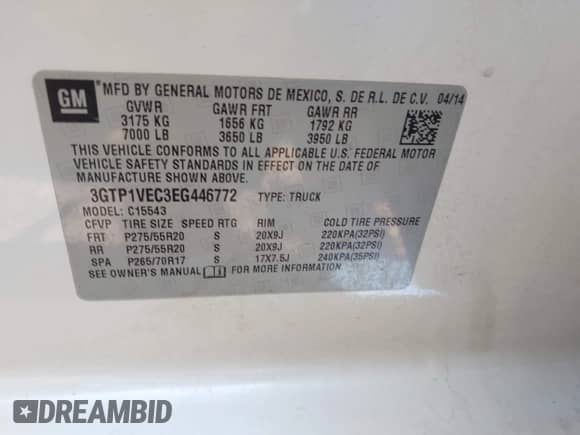 GM
*MFD BY GENERAL MOTORS DE MEXICO, S. DE R.L. DE C.V. 04/14
GVWR GAWR FRT GAWR RR
3175 KG 1656 KG 1792 KG
7000 LB 3650 LB 3950 LB
THIS VEHICLE CONFORMS TO ALL APPLICABLE U.S. FEDERAL MOTOR
VEHICLE SAFETY STANDARDS IN EFFECT ON THE DATE OF
MANUFACTURE SHOWN ABOVE.
3GTP1VEC3EG446772 TYPE: TRUCK
MODEL: C15543
CFVP TIRE SIZE SPEED RTG RIM COLD TIRE PRESSURE
FRT P275/55R20 S 20X9J 220KPA(32PSI)
RR P275/55R20 S 20X9J 220KPA(32PSI)
SPA P265/70R17 S 17X7.5J 240KPA(35PSI)
SEE OWNER'S MANUAL FOR MORE INFORMATION.
DREAMBID